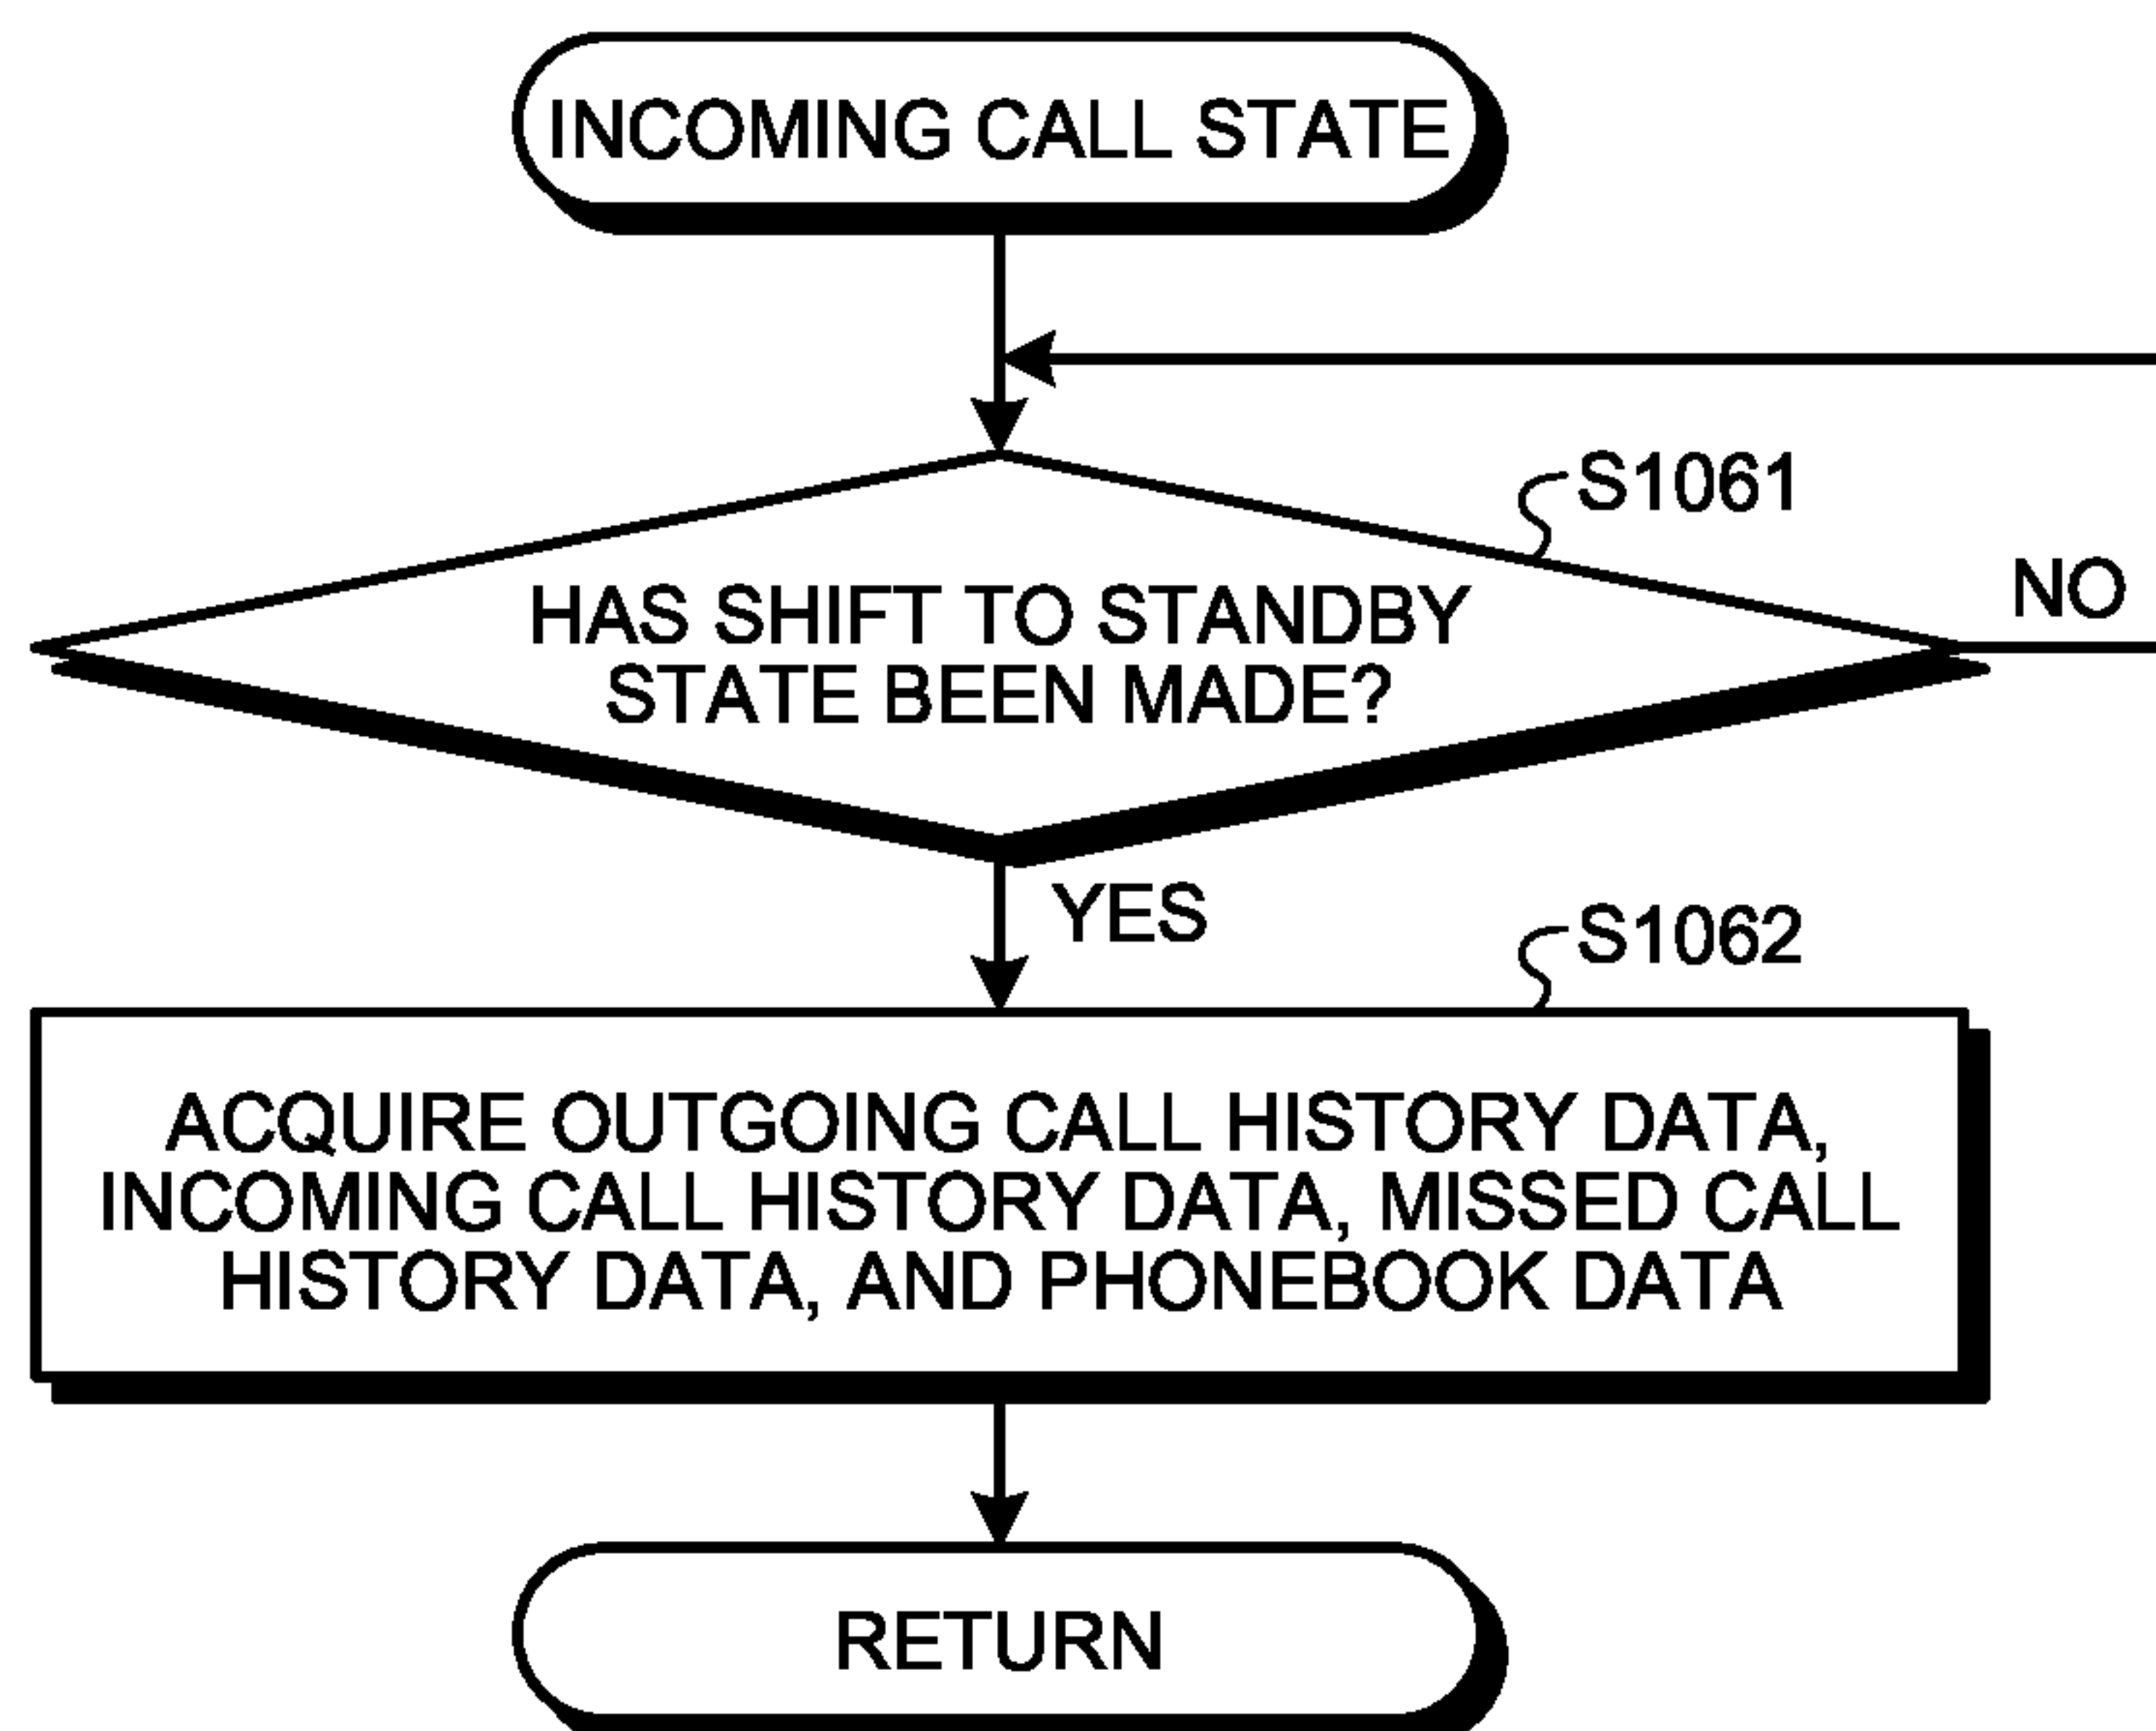 INCOMING CALL STATE
S1061
HAS SHIFT TO STANDBY
STATE BEEN MADE?
NO
YES
S1062
ACQUIRE OUTGOING CALL HISTORY DATA,
INCOMING CALL HISTORY DATA, MISSED CALL
HISTORY DATA, AND PHONEBOOK DATA
RETURN